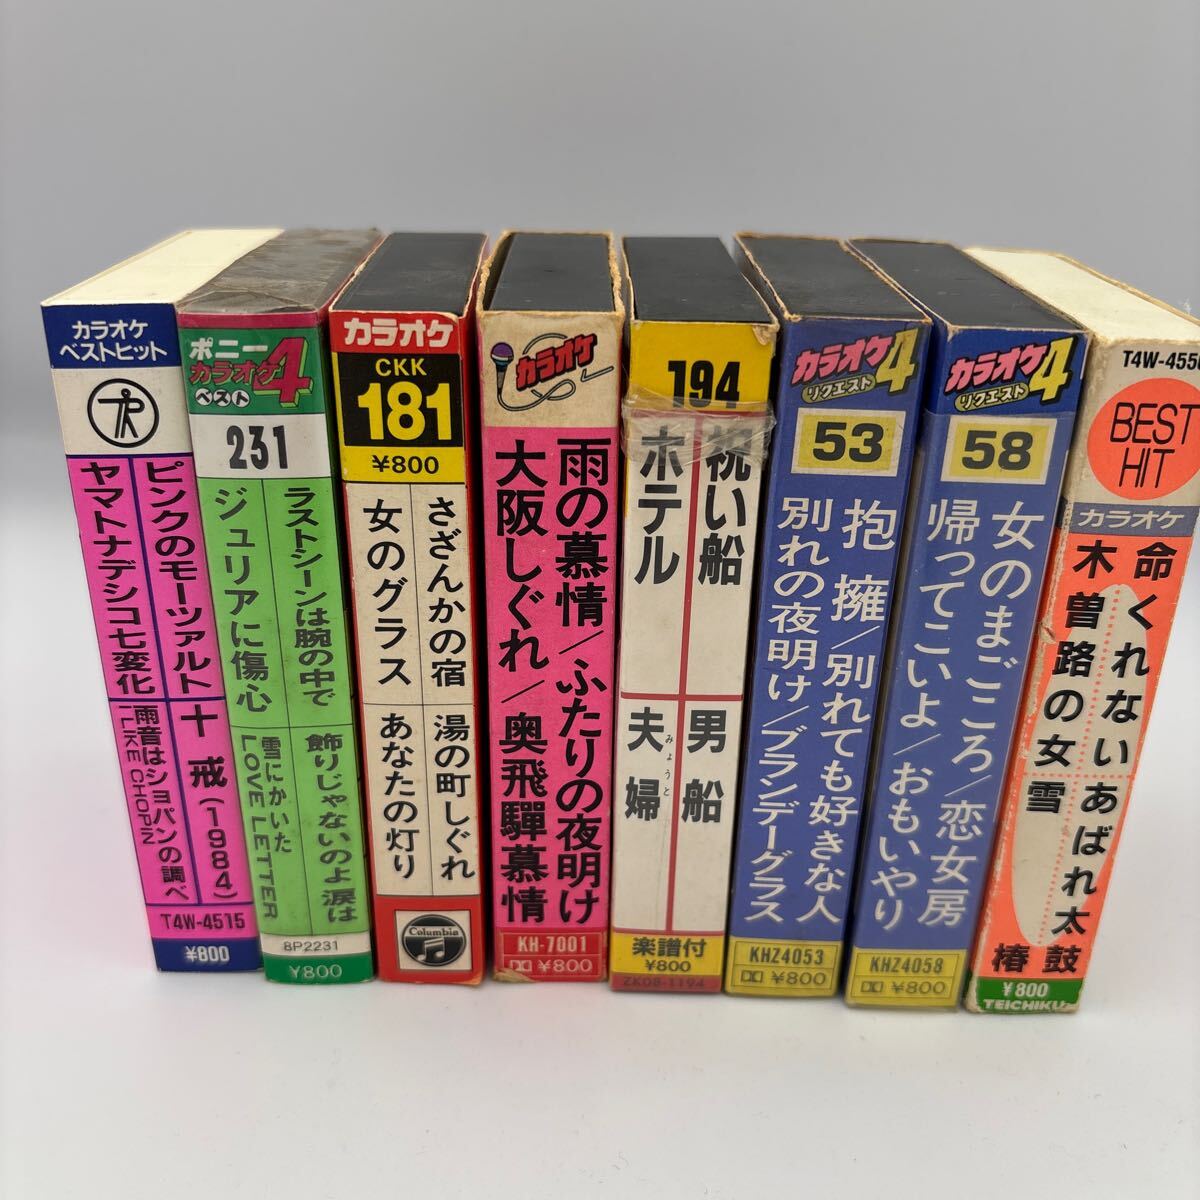 カラオケ
ベストヒット
TR
ピンクのモーツァルト
ヤマトナデシコ七変化
十戒(1984)
雨音はショパンの調べ
I LIKE CHOPIN
T4W-4515
¥800
ポニー
カラオケ4
ベスト
231
ラストシーンは腕の中で
ジュリアに傷心
飾りじゃないのよ涙は
雪にかいた
LOVE LETTER
8P2231
¥800
カラオケ
CKK
181
¥800
さざんかの宿
女のグラス
湯の町しぐれ
あなたの灯り
Columbia
カラオケ
雨の慕情/ふたりの夜明け
大阪しぐれ/奥飛驒慕情
KH-7001
¥800
194
祝い船
ホテル
男船
夫婦
みょうと
楽譜付
¥800
ZK08-1194
カラオケ4
リクエスト
53
抱擁/別れても好きな人
別れの夜明け/ブランデーグラス
KHZ4053
¥800
カラオケ4
リクエスト
58
女のまごころ/恋女房
帰ってこいよ/おもいやり
KHZ4058
¥800
BEST
HIT
カラオケ
命くれない
木曽路の女
あばれ太鼓
雪椿
¥800
TEICHIKU